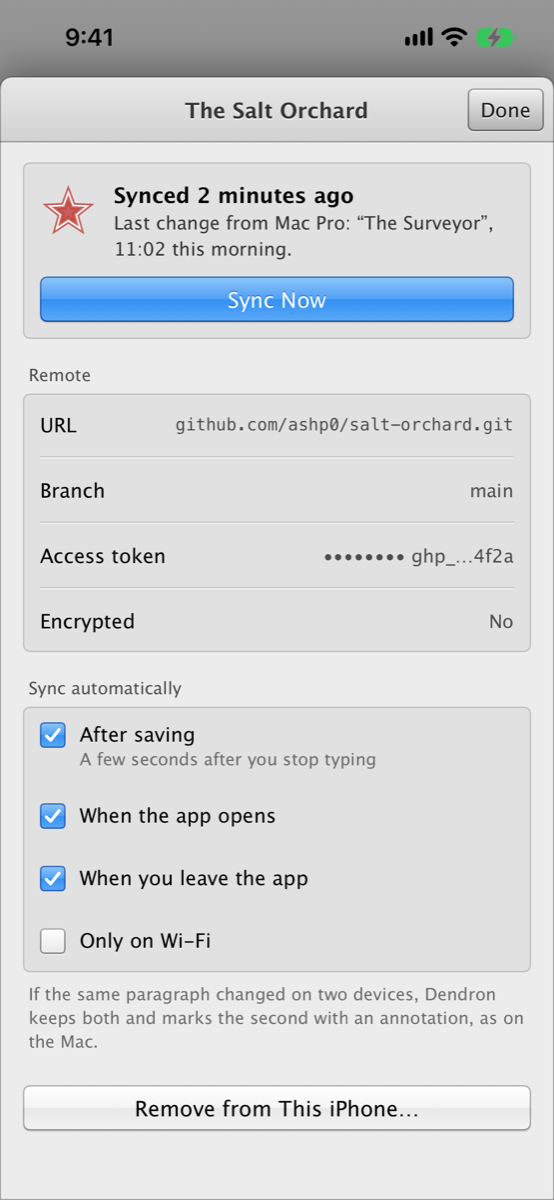 9:41
The Salt Orchard
Done
Synced 2 minutes ago
Last change from Mac Pro: “The Surveyor”,
11:02 this morning.
Sync Now
Remote
URL
github.com/ashp0/salt-orchard.git
Branch
main
Access token
•••••••• ghp_…4f2a
Encrypted
No
Sync automatically
After saving
A few seconds after you stop typing
When the app opens
When you leave the app
Only on Wi-Fi
If the same paragraph changed on two devices, Dendron
keeps both and marks the second with an annotation, as on
the Mac.
Remove from This iPhone…